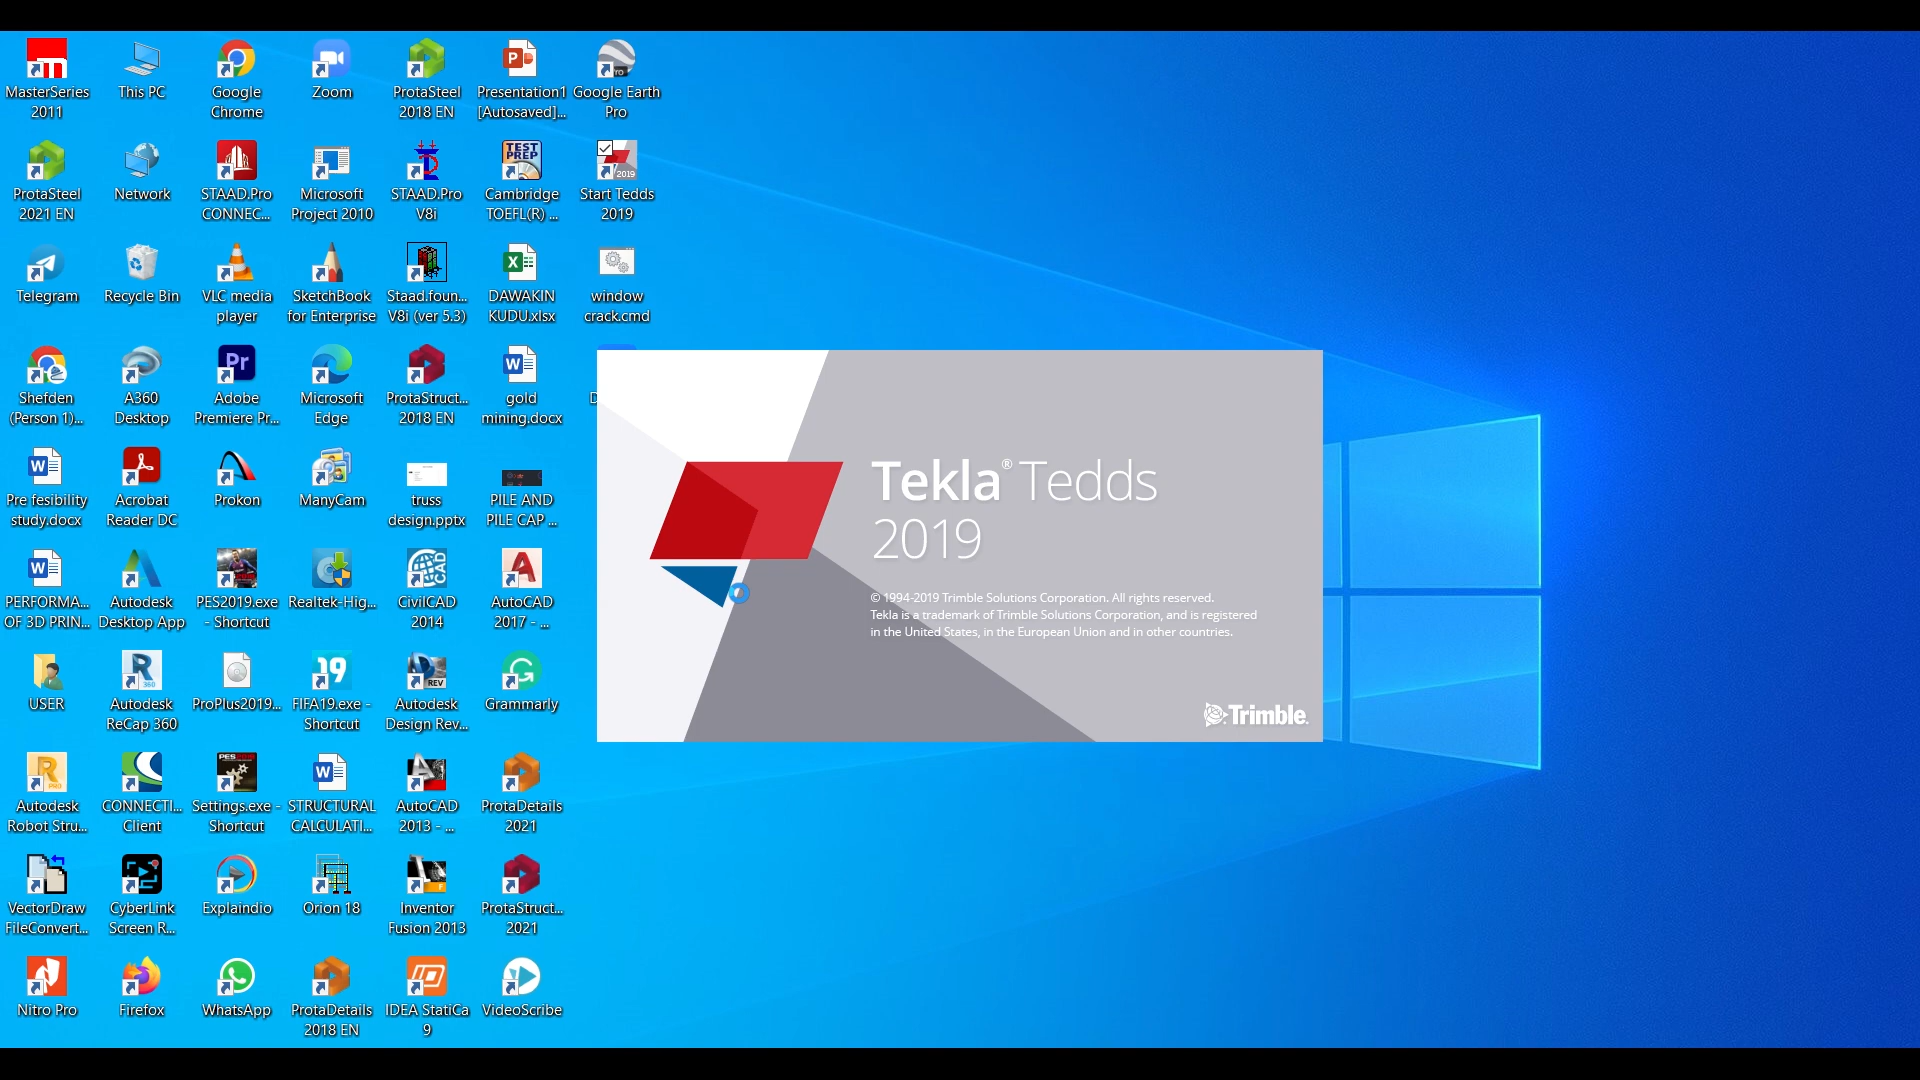 MasterSeries
2011
This PC
Google
Chrome
Zoom
ProtaSteel
2018 EN
Presentation1
[Autosaved]...
Google Earth
Pro
ProtaSteel
2021 EN
Network
STAAD.Pro
CONNEC...
Microsoft
Project 2010
STAAD.Pro
V8i
TEST
PREP
Cambridge
TOEFL(R) ...
2019
Start Tedds
2019
Telegram
Recycle Bin
VLC media
player
SketchBook
for Enterprise
Staad.foun...
V8i (ver 5.3)
DAWAKIN
KUDU.xlsx
window
crack.cmd
Shefden
(Person 1)...
A360
Desktop
Pr
Adobe
Premiere Pr...
Microsoft
Edge
ProtaStruct...
2018 EN
gold
mining.docx
D
Pre fesibility
study.docx
Acrobat
Reader DC
Prokon
ManyCam
truss
design.pptx
PILE AND
PILE CAP ...
PERFORMA...
OF 3D PRIN...
Autodesk
Desktop App
PES2019.exe
- Shortcut
Realtek-Hig...
CAD
CivilCAD
2014
AutoCAD
2017 - ...
USER
R
360
Autodesk
ReCap 360
ProPlus2019...
19
FIFA19.exe -
Shortcut
REV
Autodesk
Design Rev...
Grammarly
Autodesk
Robot Stru...
CONNECTI...
Client
PES
Settings.exe -
Shortcut
STRUCTURAL
CALCULATI...
AutoCAD
2013 - ...
ProtaDetails
2021
VectorDraw
FileConvert...
CyberLink
Screen R...
Explaindio
Orion 18
Inventor
Fusion 2013
ProtaStruct...
2021
Nitro Pro
Firefox
WhatsApp
ProtaDetails
2018 EN
IDEA StatiCa
9
VideoScribe
Tekla® Tedds
2019
© 1994-2019 Trimble Solutions Corporation. All rights reserved.
Tekla is a trademark of Trimble Solutions Corporation, and is registered
in the United States, in the European Union and in other countries.
Trimble.